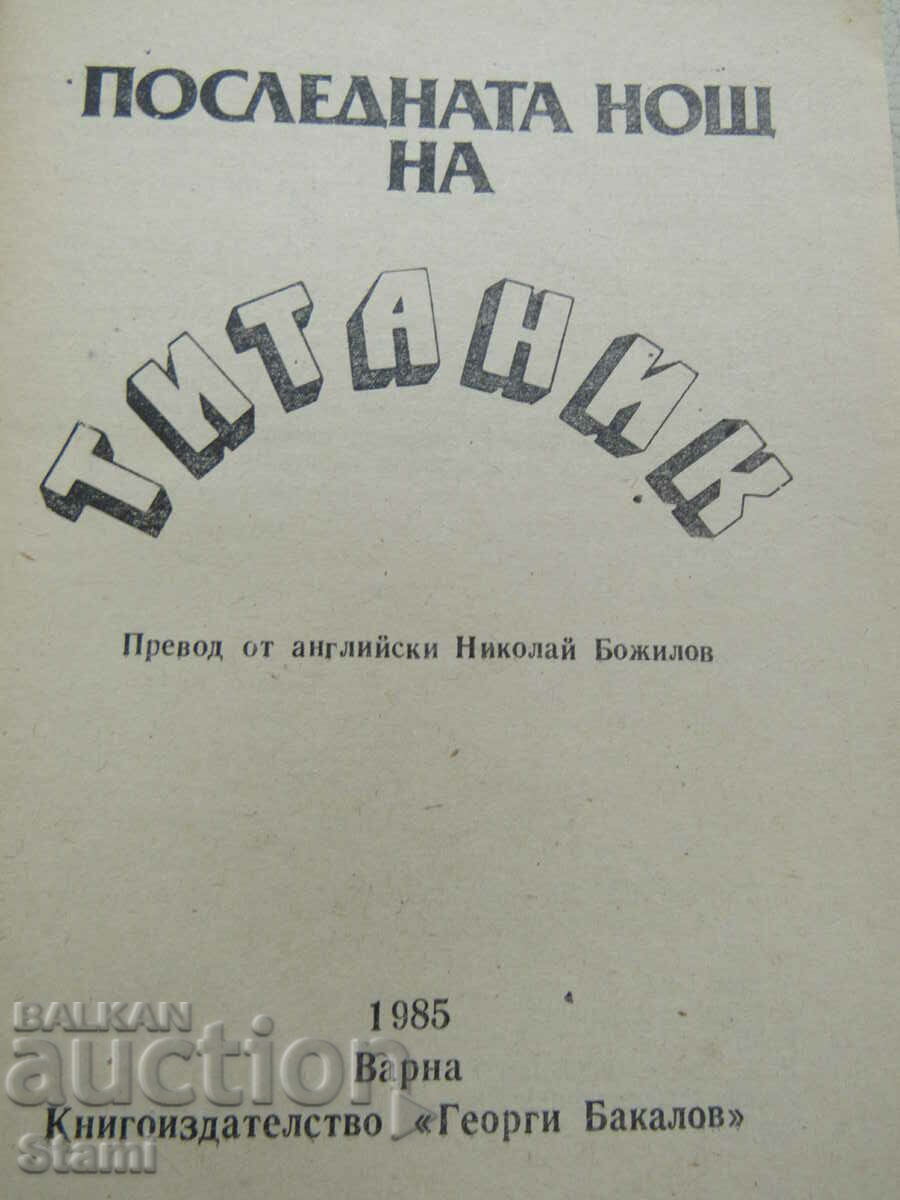 ПОСЛЕДНАТА НОЩ
НА
ТИТАНИК
Превод от английски Николай Божилов
1985
Варна
Книгоиздателство «Георги Бакалов»
BALKAN
auction
Stami